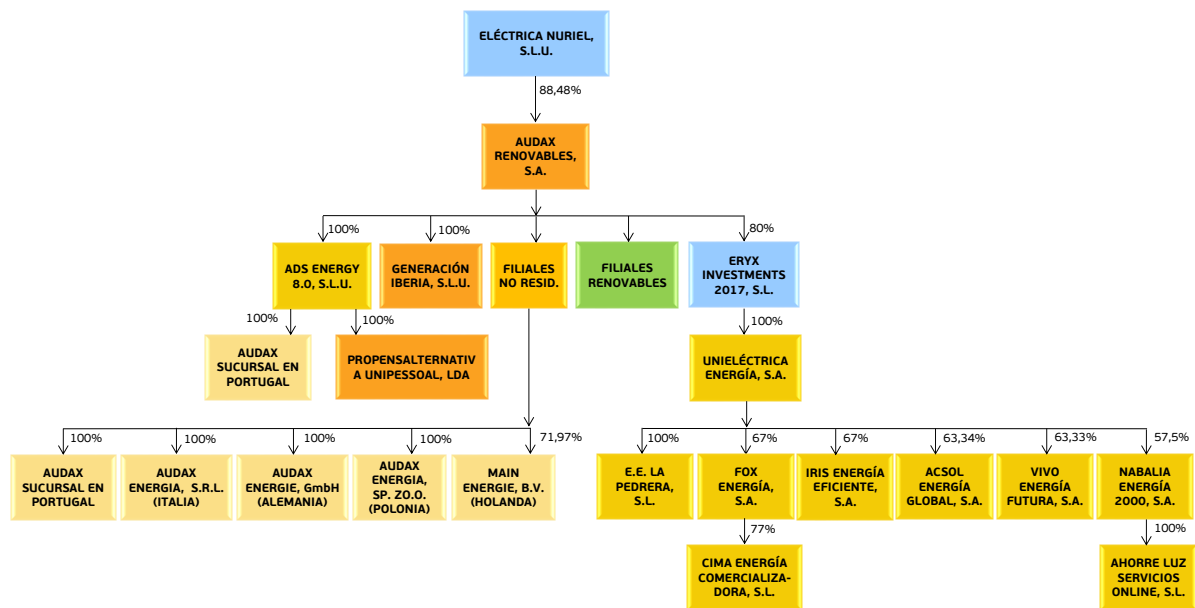 ELÉCTRICA NURIEL,
S.L.U.
88,48%
AUDAX
RENOVABLES,
S.A.
100%
100%
80%
ADS ENERGY
8.0, S.L.U.
GENERACIÓN
IBERIA, S.L.U.
FILIALES
NO RESID.
FILIALES
RENOVABLES
ERYX
INVESTMENTS
2017, S.L.
100%
100%
100%
AUDAX
SUCURSAL EN
PORTUGAL
PROPENSALTERNATIV
A UNIPESSOAL, LDA
UNIELÉCTRICA
ENERGÍA, S.A.
100%
100%
100%
100%
71,97%
100%
67%
67%
63,34%
63,33%
57,5%
AUDAX
SUCURSAL EN
PORTUGAL
AUDAX
ENERGIA, S.R.L.
(ITALIA)
AUDAX
ENERGIE, GmbH
(ALEMANIA)
AUDAX
ENERGIA,
SP. ZO.O.
(POLONIA)
MAIN
ENERGIE, B.V.
(HOLANDA)
E.E. LA
PEDRERA,
S.L.
FOX
ENERGÍA,
S.A.
IRIS ENERGÍA
EFICIENTE,
S.A.
ACSOL
ENERGÍA
GLOBAL, S.A.
VIVO
ENERGÍA
FUTURA, S.A.
NABALIA
ENERGÍA
2000, S.A.
77%
100%
CIMA ENERGÍA
COMERCIALIZA-
DORA, S.L.
AHORRE LUZ
SERVICIOS
ONLINE, S.L.